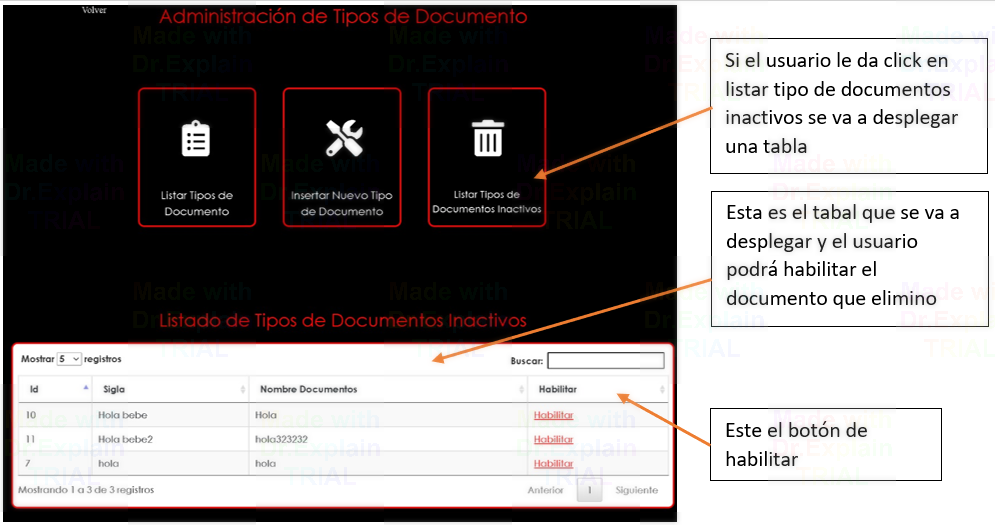 Volver
Administración de Tipos de Documento
Listar Tipos de
Documento
Insertar Nuevo Tipo
de Documento
Listar Tipos de
Documentos Inactivos
Si el usuario le da click en
listar tipo de documentos
inactivos se va a desplegar
una tabla
Esta es el tabal que se va a
desplegar y el usuario
podrá habilitar el
documento que elimino
Listado de Tipos de Documentos Inactivos
Mostrar 5 registros
Buscar:
Id Sigla Nombre Documentos Habilitar
10 Hola bebe Hola Habilitar
11 Hola bebe2 hola323232 Habilitar
7 hola hola Habilitar
Mostrando 1 a 3 de 3 registros
Anterior 1 Siguiente
Este el botón de
habilitar
Made with
Dr.Explain
TRIAL